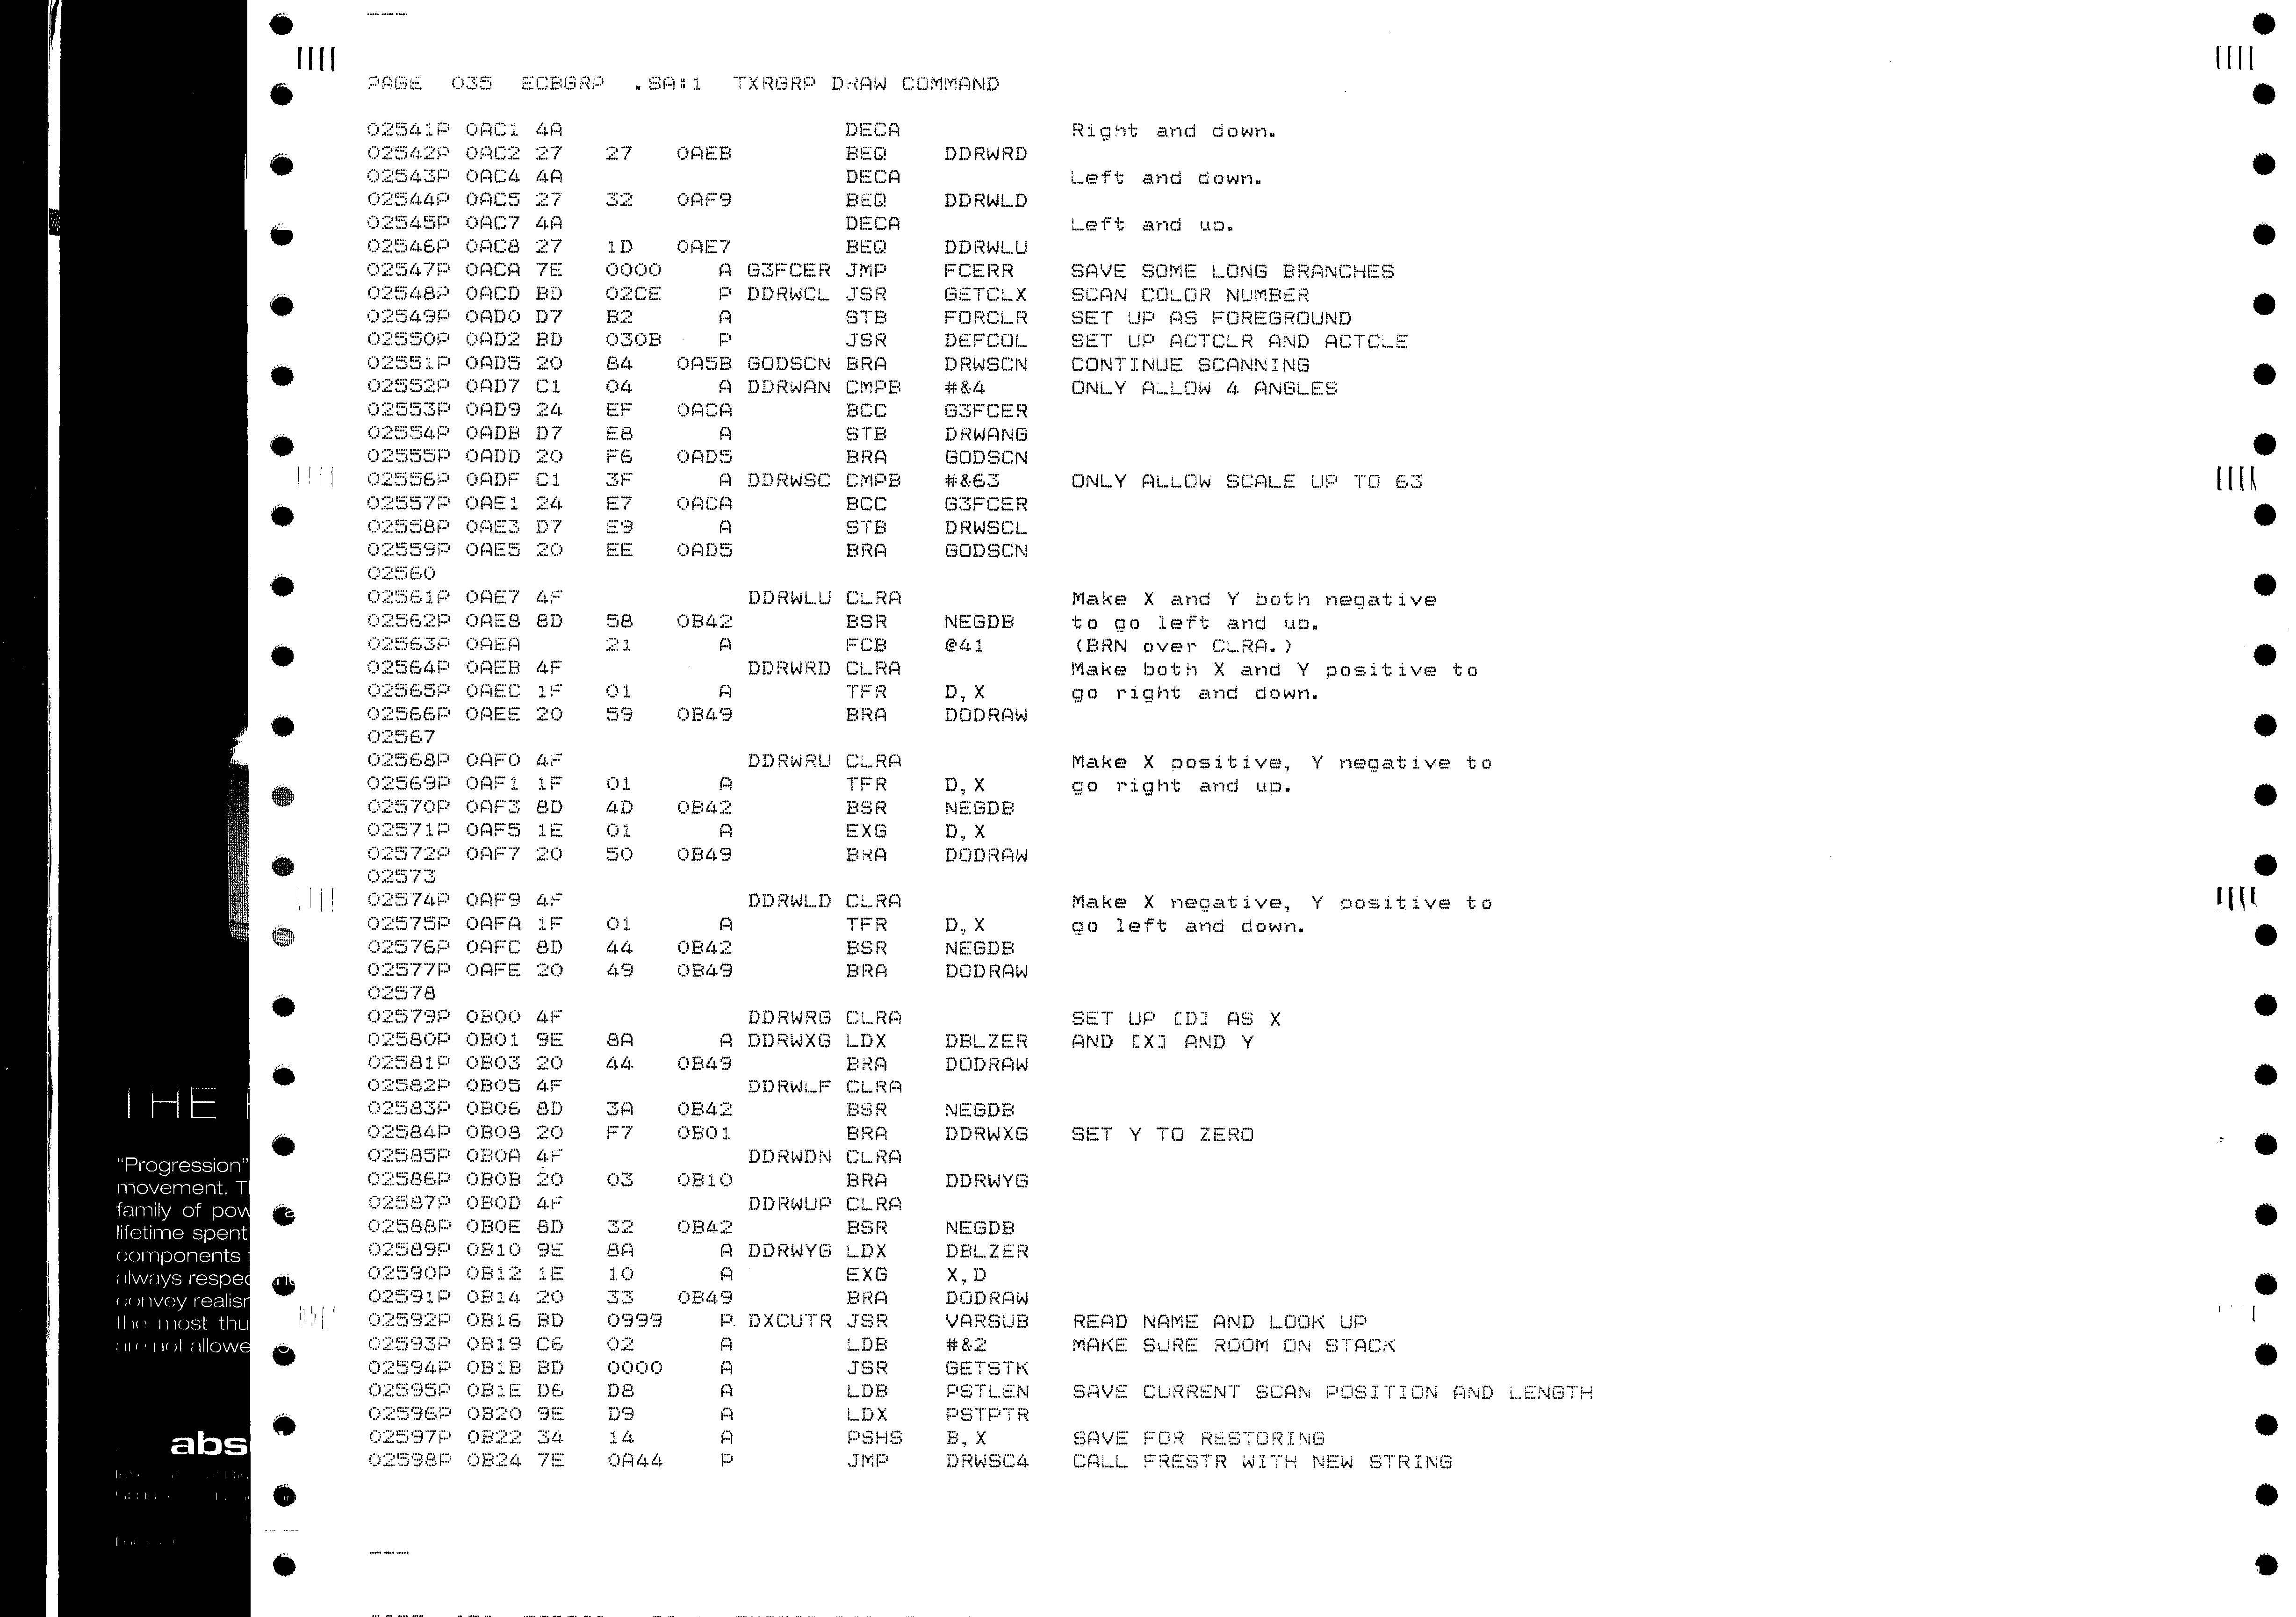 PAGE 035 ECBGRP .SA:1 TXRGRP DRAW COMMAND
02541P 0AC1 4A DECA Right and down.
02542P 0AC2 27 27 0AEB BEQ DDRWRD
02543P 0AC4 4A DECA Left and down.
02544P 0AC5 27 32 0AF9 BEQ DDRWLD
02545P 0AC7 4A DECA Left and up.
02546P 0AC8 27 1D 0AE7 BEQ DDRWLU
02547P 0ACA 7E 0000 A G3FCER JMP FCERR SAVE SOME LONG BRANCHES
02548P 0ACD BD 02CE P DDRWCL JSR GETCLX SCAN COLOR NUMBER
02549P 0AD0 D7 B2 A STB FORCLR SET UP AS FOREGROUND
02550P 0AD2 BD 030B P JSR DEFCOL SET UP ACTCLR AND ACTCLE
02551P 0AD5 20 84 0A5B GODSCN BRA DRWSCN CONTINUE SCANNING
02552P 0AD7 C1 04 A DDRWAN CMPB #&4 ONLY ALLOW 4 ANGLES
02553P 0AD9 24 EF 0ACA BCC G3FCER
02554P 0ADB D7 E8 A STB DRWANG
02555P 0ADD 20 F6 0AD5 BRA GODSCN
02556P 0ADF C1 3F A DDRWSC CMPB #&63 ONLY ALLOW SCALE UP TO 63
02557P 0AE1 24 E7 0ACA BCC G3FCER
02558P 0AE3 D7 E9 A STB DRWSCL
02559P 0AE5 20 EE 0AD5 BRA GODSCN
02560
02561P 0AE7 4F DDRWLU CLRA Make X and Y both negative
02562P 0AE8 8D 58 0B42 BSR NEGDB to go left and up.
02563P 0AEA 21 A FCB @41 (BRN over CLRA.)
02564P 0AEB 4F DDRWRD CLRA Make both X and Y positive to
02565P 0AEC 1F 01 A TFR D,X go right and down.
02566P 0AEE 20 59 0B49 BRA DODRAW
02567
02568P 0AF0 4F DDRWRU CLRA Make X positive, Y negative to
02569P 0AF1 1F 01 A TFR D,X go right and up.
02570P 0AF3 8D 4D 0B42 BSR NEGDB
02571P 0AF5 1E 01 A EXG D,X
02572P 0AF7 20 50 0B49 BRA DODRAW
02573
02574P 0AF9 4F DDRWLD CLRA Make X negative, Y positive to
02575P 0AFA 1F 01 A TFR D,X go left and down.
02576P 0AFC 8D 44 0B42 BSR NEGDB
02577P 0AFE 20 49 0B49 BRA DODRAW
02578
02579P 0B00 4F DDRWRG CLRA SET UP [D] AS X
02580P 0B01 9E 8A A DDRWXG LDX DBLZER AND [X] AND Y
02581P 0B03 20 44 0B49 BRA DODRAW
02582P 0B05 4F DDRWLF CLRA
02583P 0B06 8D 3A 0B42 BSR NEGDB
02584P 0B08 20 F7 0B01 BRA DDRWXG SET Y TO ZERO
02585P 0B0A 4F DDRWDN CLRA
02586P 0B0B 20 03 0B10 BRA DDRWYG
02587P 0B0D 4F DDRWUP CLRA
02588P 0B0E 8D 32 0B42 BSR NEGDB
02589P 0B10 9E 8A A DDRWYG LDX DBLZER
02590P 0B12 1E 10 A EXG X,D
02591P 0B14 20 33 0B49 BRA DODRAW
02592P 0B16 BD 0999 P DXCUTR JSR VARSUB READ NAME AND LOOK UP
02593P 0B19 C6 02 A LDB #&2 MAKE SURE ROOM ON STACK
02594P 0B1B BD 0000 A JSR GETSTK
02595P 0B1E D6 D8 A LDB PSTLEN SAVE CURRENT SCAN POSITION AND LENGTH
02596P 0B20 9E D9 A LDX PSTPTR
02597P 0B22 34 14 A PSHS B,X SAVE FOR RESTORING
02598P 0B24 7E 0A44 P JMP DRWSC4 CALL FRESTR WITH NEW STRING
THE
"Progression"
movement. T
family of pow
lifetime spent
components
always respec
convey realis
the most thu
are not allowe
abs